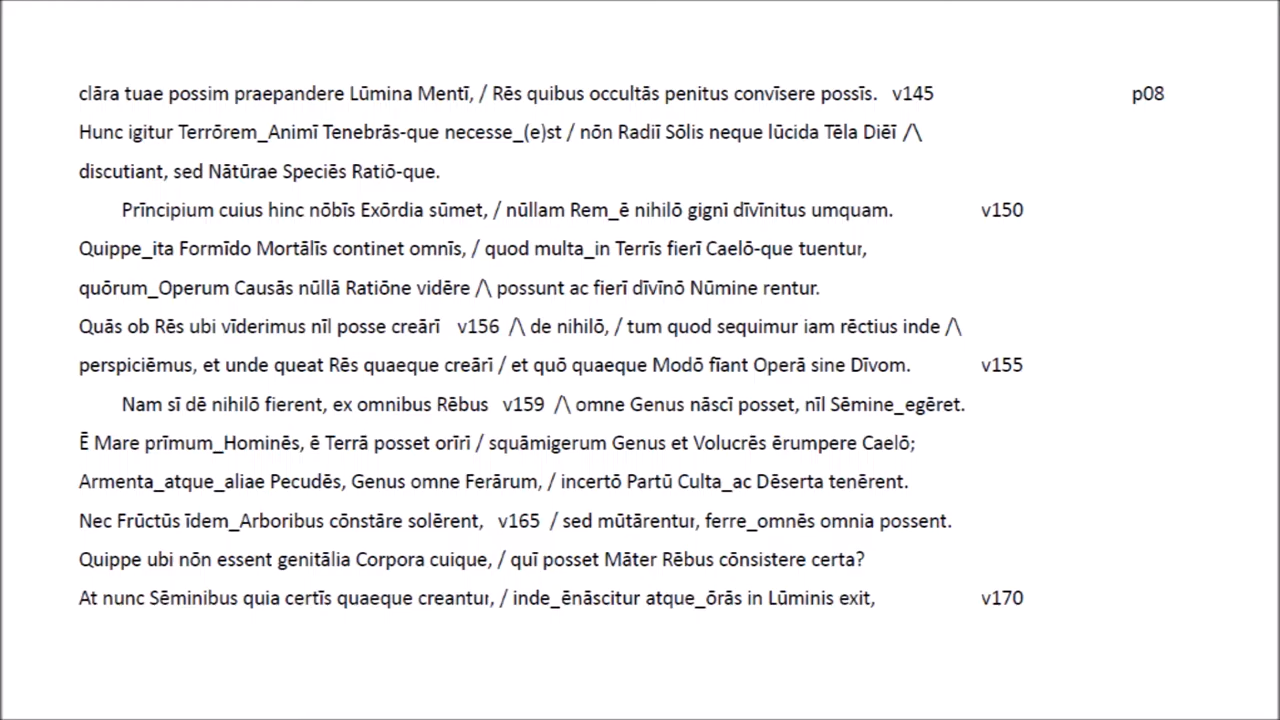 clāra tuae possim praepandere Lūmina Mentī, / Rēs quibus occultās penitus convīsere possīs. v145 p08
Hunc igitur Terrōrem_Animī Tenebrās-que necesse_(e)st / nōn Radiī Sōlis neque lūcida Tēla Diēī /\
discutiant, sed Nātūrae Speciēs Ratiō-que.
Prīncipium cuius hinc nōbīs Exōrdia sūmet, / nūllam Rem_ē nihilō gignī dīvīnitus umquam. v150
Quippe_ita Formīdo Mortālīs continet omnīs, / quod multa_in Terrīs fierī Caelō-que tuentur,
quōrum_Operum Causās nūllā Ratiōne vidēre /\ possunt ac fierī dīvīnō Nūmine rentur.
Quās ob Rēs ubi vīderimus nīl posse creārī v156 /\ de nihilō, / tum quod sequimur iam rēctius inde /\
perspiciēmus, et unde queat Rēs quaeque creārī / et quō quaeque Modō fīant Operā sine Dīvom. v155
Nam sī dē nihilō fierent, ex omnibus Rēbus v159 /\ omne Genus nāscī posset, nīl Sēmine_egēret.
Ē Mare prīmum_Hominēs, ē Terrā posset orīrī / squāmigerum Genus et Volucrēs ērumpere Caelō;
Armenta_atque_aliae Pecudēs, Genus omne Ferārum, / incertō Partū Culta_ac Dēserta tenērent.
Nec Frūctūs īdem_Arboribus cōnstāre solērent, v165 / sed mūtārentur, ferre_omnēs omnia possent.
Quippe ubi nōn essent genitālia Corpora cuique, / quī posset Māter Rēbus cōnsistere certa?
At nunc Sēminibus quia certīs quaeque creantur, / inde_ēnāscitur atque_ōrās in Lūminis exit, v170